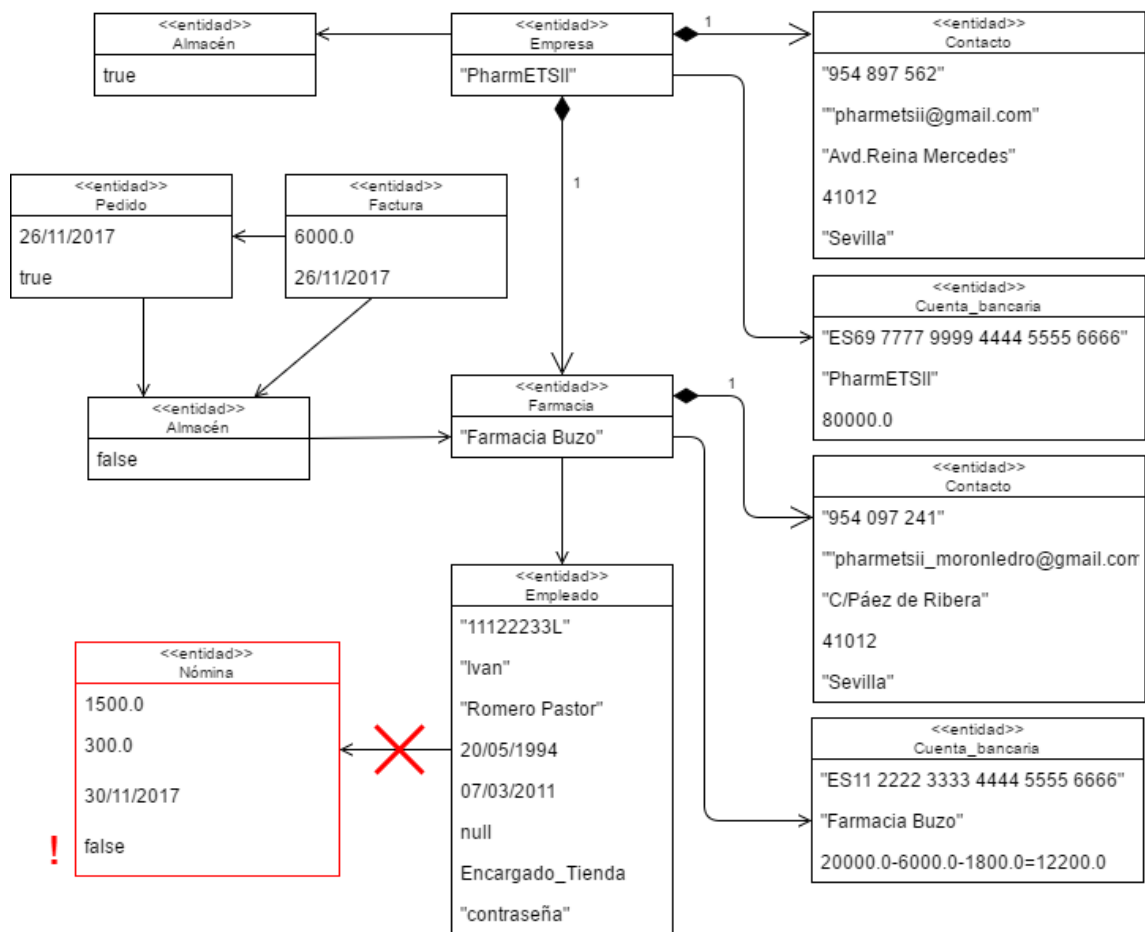 <<entidad>>
Almacén
true
<<entidad>>
Empresa
"PharmETSII"
1
<<entidad>>
Contacto
"954 897 562"
""pharmetsii@gmail.com"
"Avd.Reina Mercedes"
41012
"Sevilla"
<<entidad>>
Pedido
26/11/2017
true
<<entidad>>
Factura
6000.0
26/11/2017
1
<<entidad>>
Cuenta_bancaria
"ES69 7777 9999 4444 5555 6666"
"PharmETSII"
80000.0
<<entidad>>
Almacén
false
<<entidad>>
Farmacia
"Farmacia Buzo"
1
<<entidad>>
Contacto
"954 097 241"
""pharmetsii_moronledro@gmail.com
"C/Páez de Ribera"
41012
"Sevilla"
<<entidad>>
Nómina
1500.0
300.0
30/11/2017
! false
<<entidad>>
Empleado
"11122233L"
"Ivan"
"Romero Pastor"
20/05/1994
07/03/2011
null
Encargado_Tienda
"contraseña"
<<entidad>>
Cuenta_bancaria
"ES11 2222 3333 4444 5555 6666"
"Farmacia Buzo"
20000.0-6000.0-1800.0=12200.0